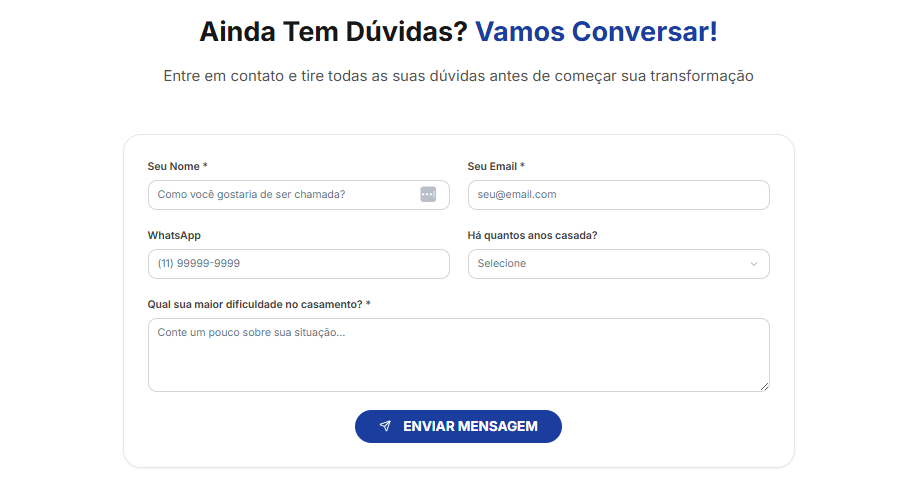 Ainda Tem Dúvidas? Vamos Conversar!
Entre em contato e tire todas as suas dúvidas antes de começar sua transformação
Seu Nome *
Como você gostaria de ser chamada?
Seu Email *
seu@email.com
WhatsApp
(11) 99999-9999
Há quantos anos casada?
Selecione
Qual sua maior dificuldade no casamento? *
Conte um pouco sobre sua situação...
ENVIAR MENSAGEM